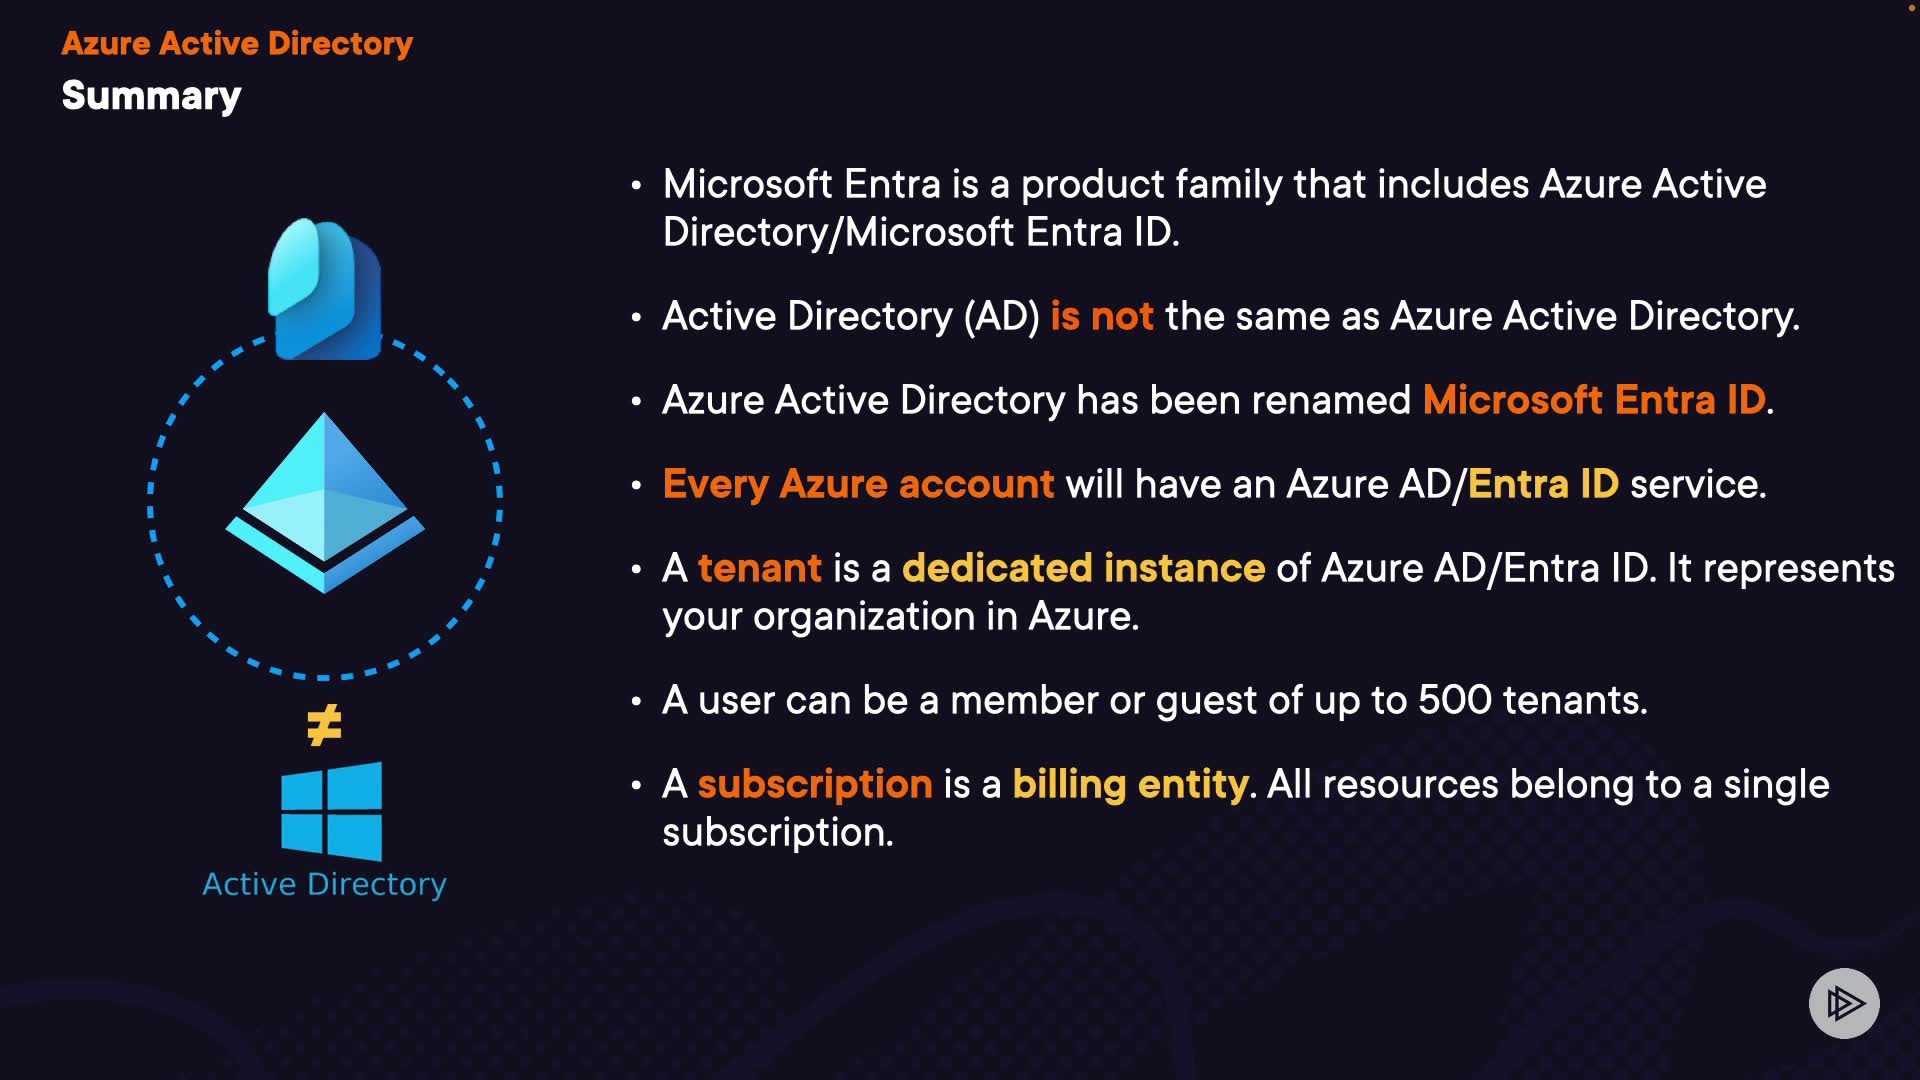 Azure Active Directory
Summary
• Microsoft Entra is a product family that includes Azure Active
Directory/Microsoft Entra ID.
• Active Directory (AD) is not the same as Azure Active Directory.
• Azure Active Directory has been renamed Microsoft Entra ID.
• Every Azure account will have an Azure AD/Entra ID service.
• A tenant is a dedicated instance of Azure AD/Entra ID. It represents
your organization in Azure.
• A user can be a member or guest of up to 500 tenants.
• A subscription is a billing entity. All resources belong to a single
subscription.
≠
Active Directory